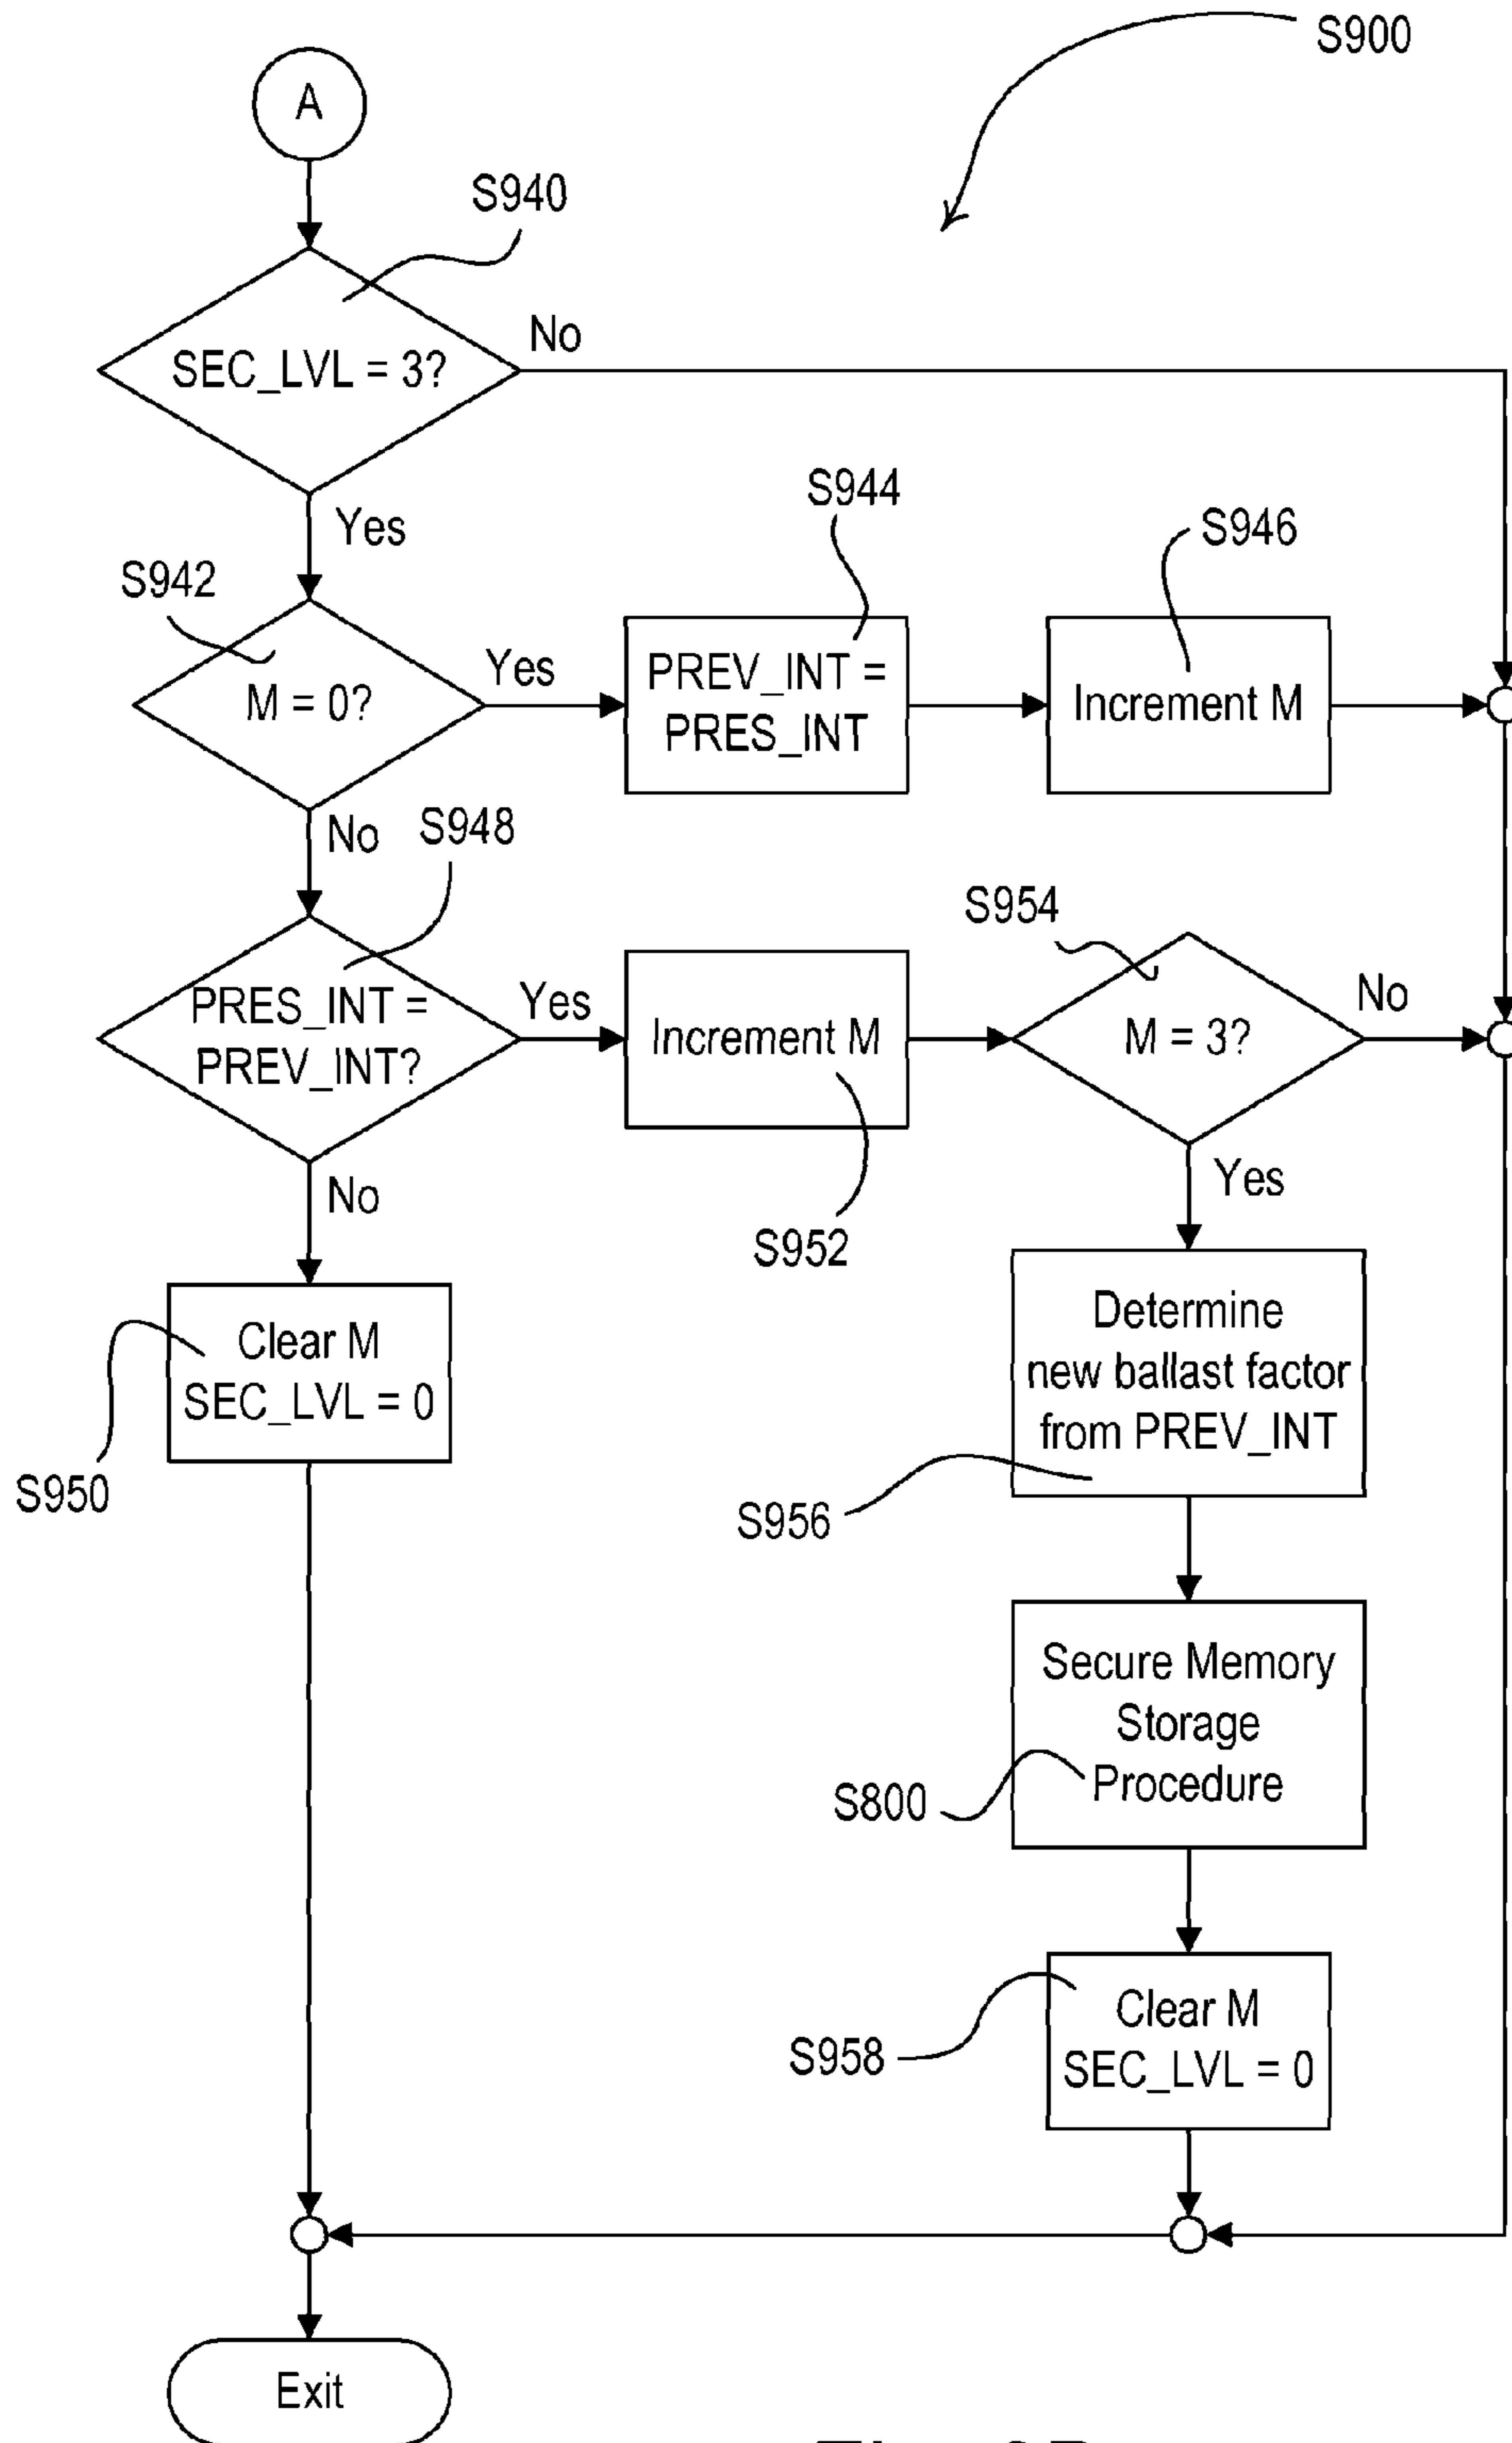 S900
A
S940
SEC_LVL = 3?
No
Yes
S942
M = 0?
Yes
S944
PREV_INT =
PRES_INT
S946
Increment M
No
S948
PRES_INT =
PREV_INT?
Yes
Increment M
S952
S954
M = 3?
No
No
Yes
Clear M
SEC_LVL = 0
S950
Determine
new ballast factor
from PREV_INT
S956
Secure Memory
Storage
Procedure
S800
Clear M
SEC_LVL = 0
S958
Exit